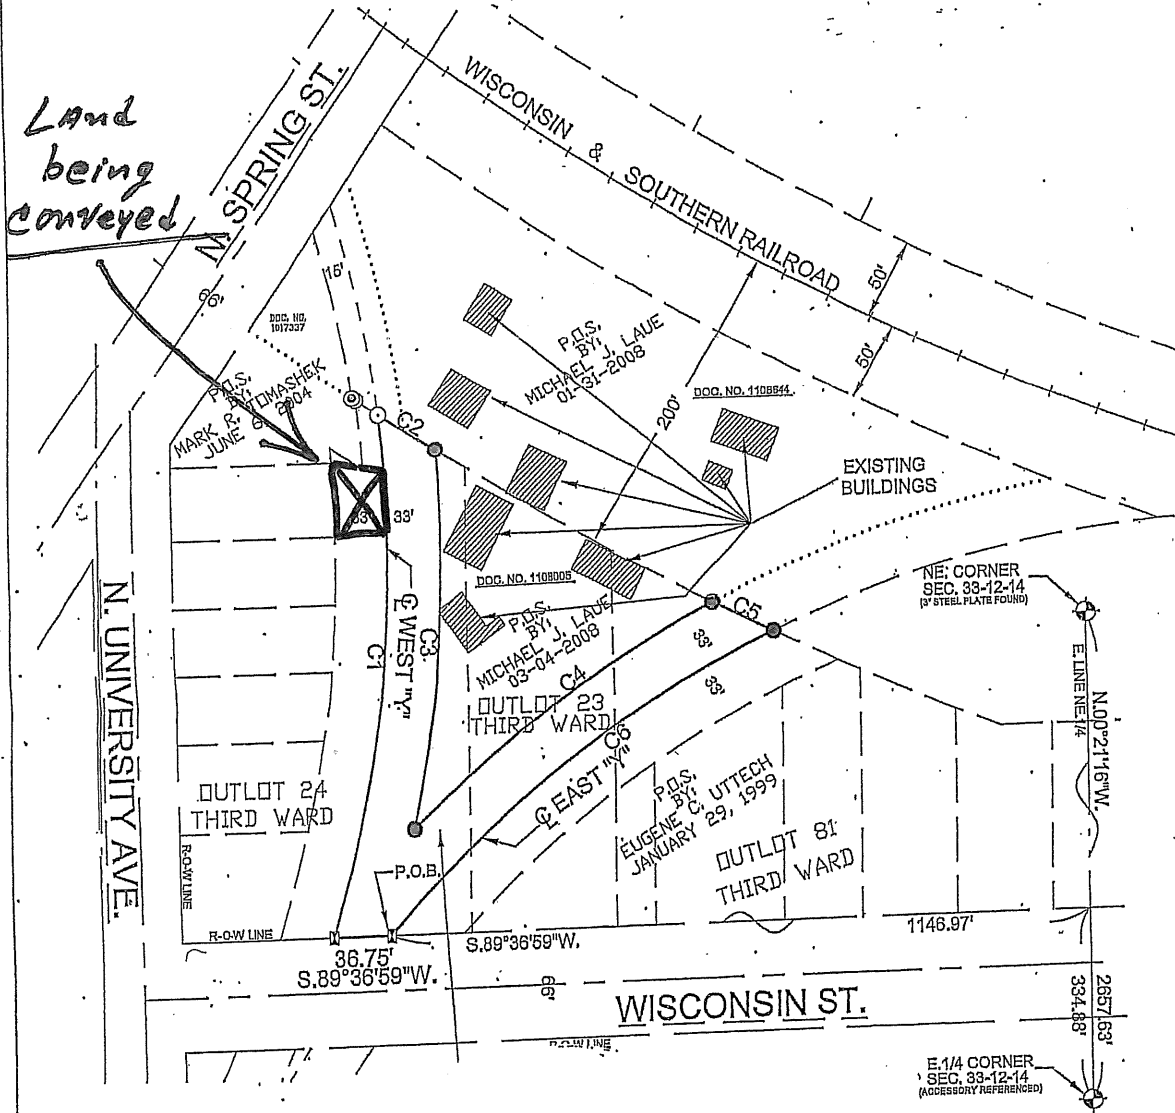 Land
being
conveyed
N. SPRING ST.
66'
15'
DOC. NO.
1017337
P.O.S.
BY:
MARK R. TOMASHEK
JUNE 6, 2004
WISCONSIN & SOUTHERN RAILROAD
50'
50'
200'
P.O.S.
BY:
MICHAEL J. LAUE
01-31-2008
DOC. NO. 1106644
EXISTING
BUILDINGS
C2
33'
33'
DOC. NO. 1108005
P.O.S.
BY:
MICHAEL J. LAUE
03-04-2008
℄ WEST "Y"
C1
C3
C4
C5
33'
33'
C6
℄ EAST "Y"
OUTLOT 23
THIRD WARD
NE. CORNER
SEC. 33-12-14
(3" STEEL PLATE FOUND)
E. LINE NE.1/4
N.00°21'16"W.
N. UNIVERSITY AVE.
OUTLOT 24
THIRD WARD
R-O-W LINE
R-O-W LINE
P.O.S.
BY:
EUGENE C. UTTECH
JANUARY 29, 1999
OUTLOT 81
THIRD WARD
P.O.B.
36.75'
S.89°36'59"W.
S.89°36'59"W.
1146.97'
66'
WISCONSIN ST.
R-O-W LINE
2657.63'
334.88'
E.1/4 CORNER
SEC. 33-12-14
(ACCESSORY REFERENCED)